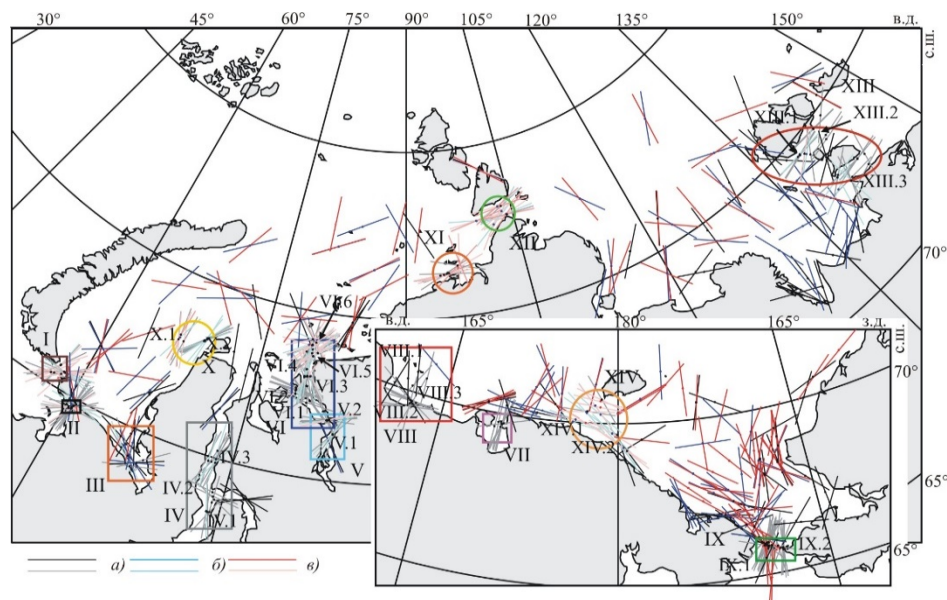 30° 45° 60° 75° 90° 105° 120° 135° 150° в.д.
с.ш.
XIII
XIII.1 XIII.2
XIII.3
XI XII
70°
VI.6
I X.1 X.2
X
VI.4 VI.5
VI.3
II VI.1 V.2
VI V.1
V
III IV.3
IV.2
IV IV.1
в.д. 165° 180° 165° з.д.
с.ш.
70°
VIII.1 XIV
VIII.3
VIII.2 XIV.1
VIII VII XIV.2
65°
IX IX.2
IX.1
65°
а) б) в)